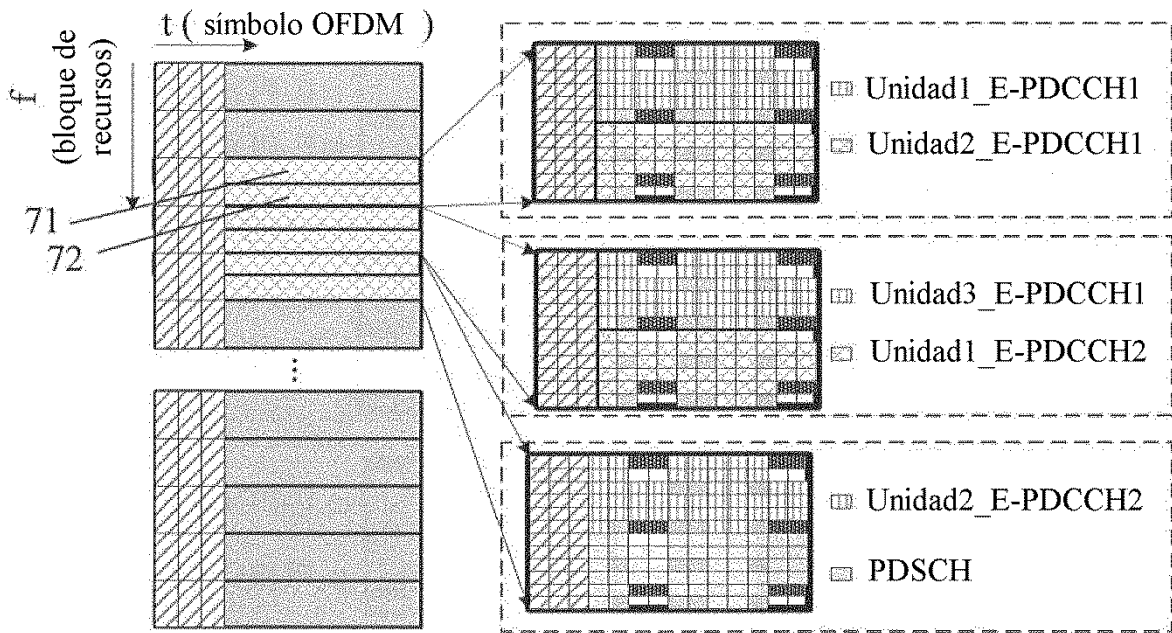 t ( símbolo OFDM )
f
(bloque de
recursos)
71
72
...
Unidad1_E-PDCCH1
Unidad2_E-PDCCH1
Unidad3_E-PDCCH1
Unidad1_E-PDCCH2
Unidad2_E-PDCCH2
PDSCH